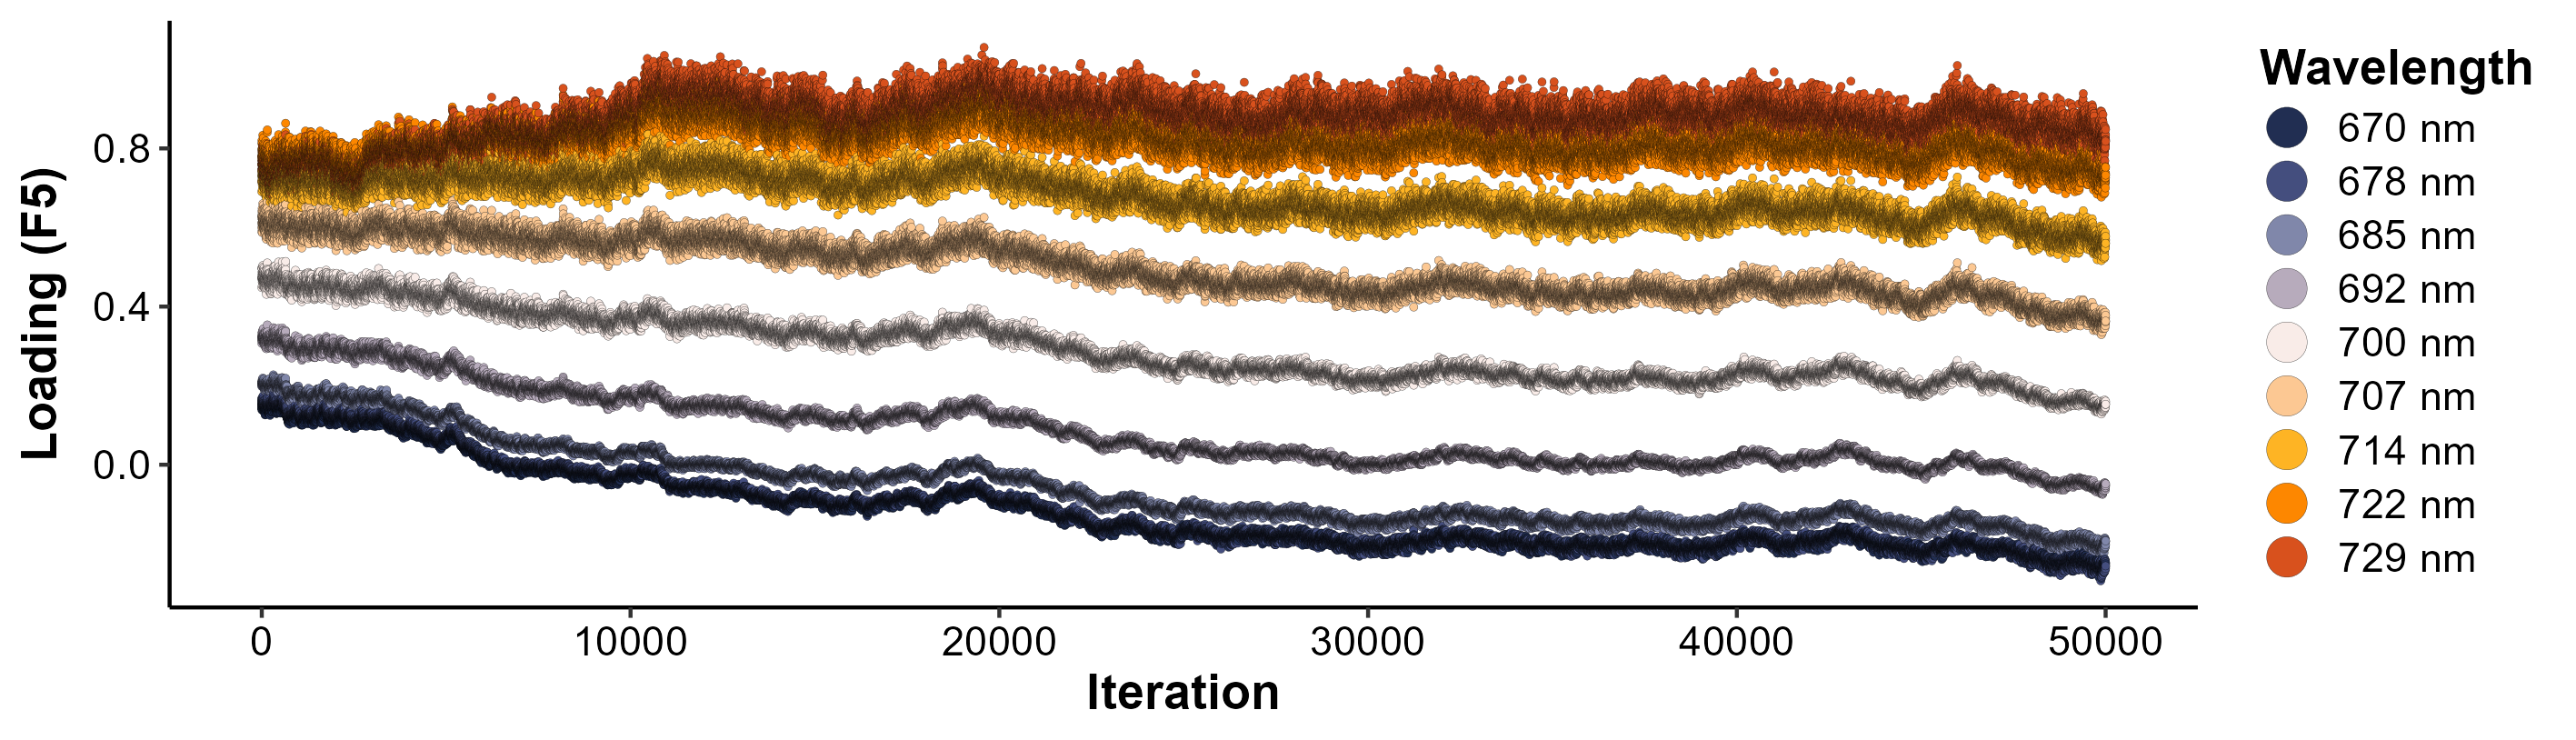 Loading (F5)
0.8
0.4
0.0
0
10000
20000
30000
40000
50000
Iteration
Wavelength
670 nm
678 nm
685 nm
692 nm
700 nm
707 nm
714 nm
722 nm
729 nm